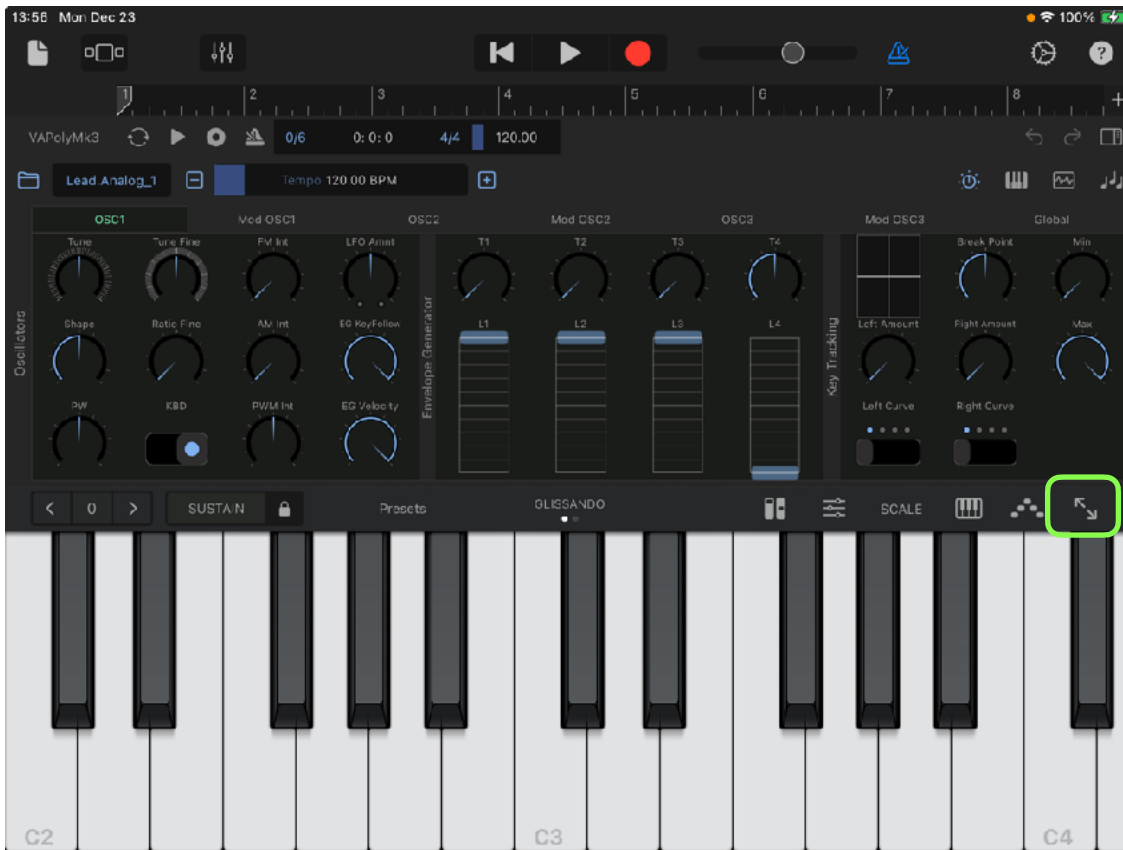 13:56 Mon Dec 23 100%
1 2 3 4 5 6 7 8 +
VAPolyMk3 0/6 0: 0: 0 4/4 120.00
Lead.Analog_1 Tempo 120.00 BPM
OSC1 Mod OSC1 OSC2 Mod OSC2 OSC3 Mod OSC3 Global
Tune Tune Fine FM Int LFO Amnt T1 T2 T3 T4 Break Point Min
Oscillators
Envelope Generator
Key Tracking
Shape Ratio Fine AM Int EG KeyFollow L1 L2 L3 L4 Left Amount Right Amount Max
PW KBD PWM Int EG Velocity Left Curve Right Curve
< 0 > SUSTAIN Presets GLISSANDO SCALE
C2 C3 C4